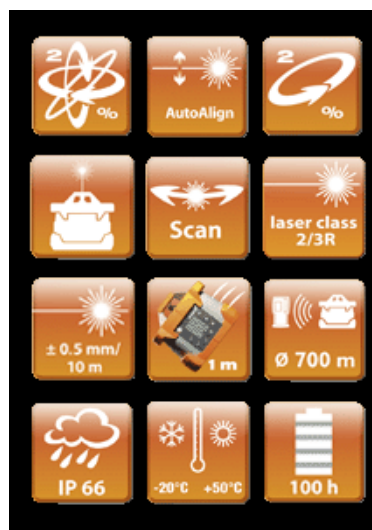 2
%
AutoAlign
2
%
Scan
laser class
2/3R
± 0.5 mm/
10 m
1 m
Ø 700 m
IP 66
-20°C +50°C
100 h